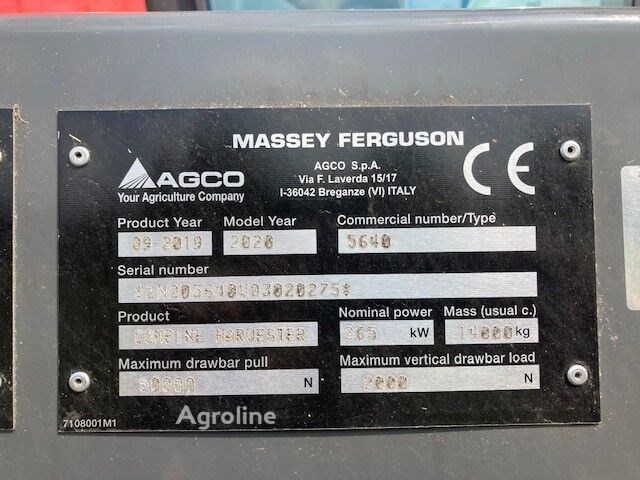 MASSEY FERGUSON
AGCO
Your Agriculture Company
AGCO S.p.A.
Via F. Laverda 15/17
I-36042 Breganze (VI) ITALY
CE
Product Year Model Year Commercial number/Type
09-2019 2020 5640
Serial number
Product Nominal power Mass (usual c.)
COMBINE HARVESTER 265 kW 14000 kg
Maximum drawbar pull Maximum vertical drawbar load
50000 N 2000 N
7108001M1
Agroline